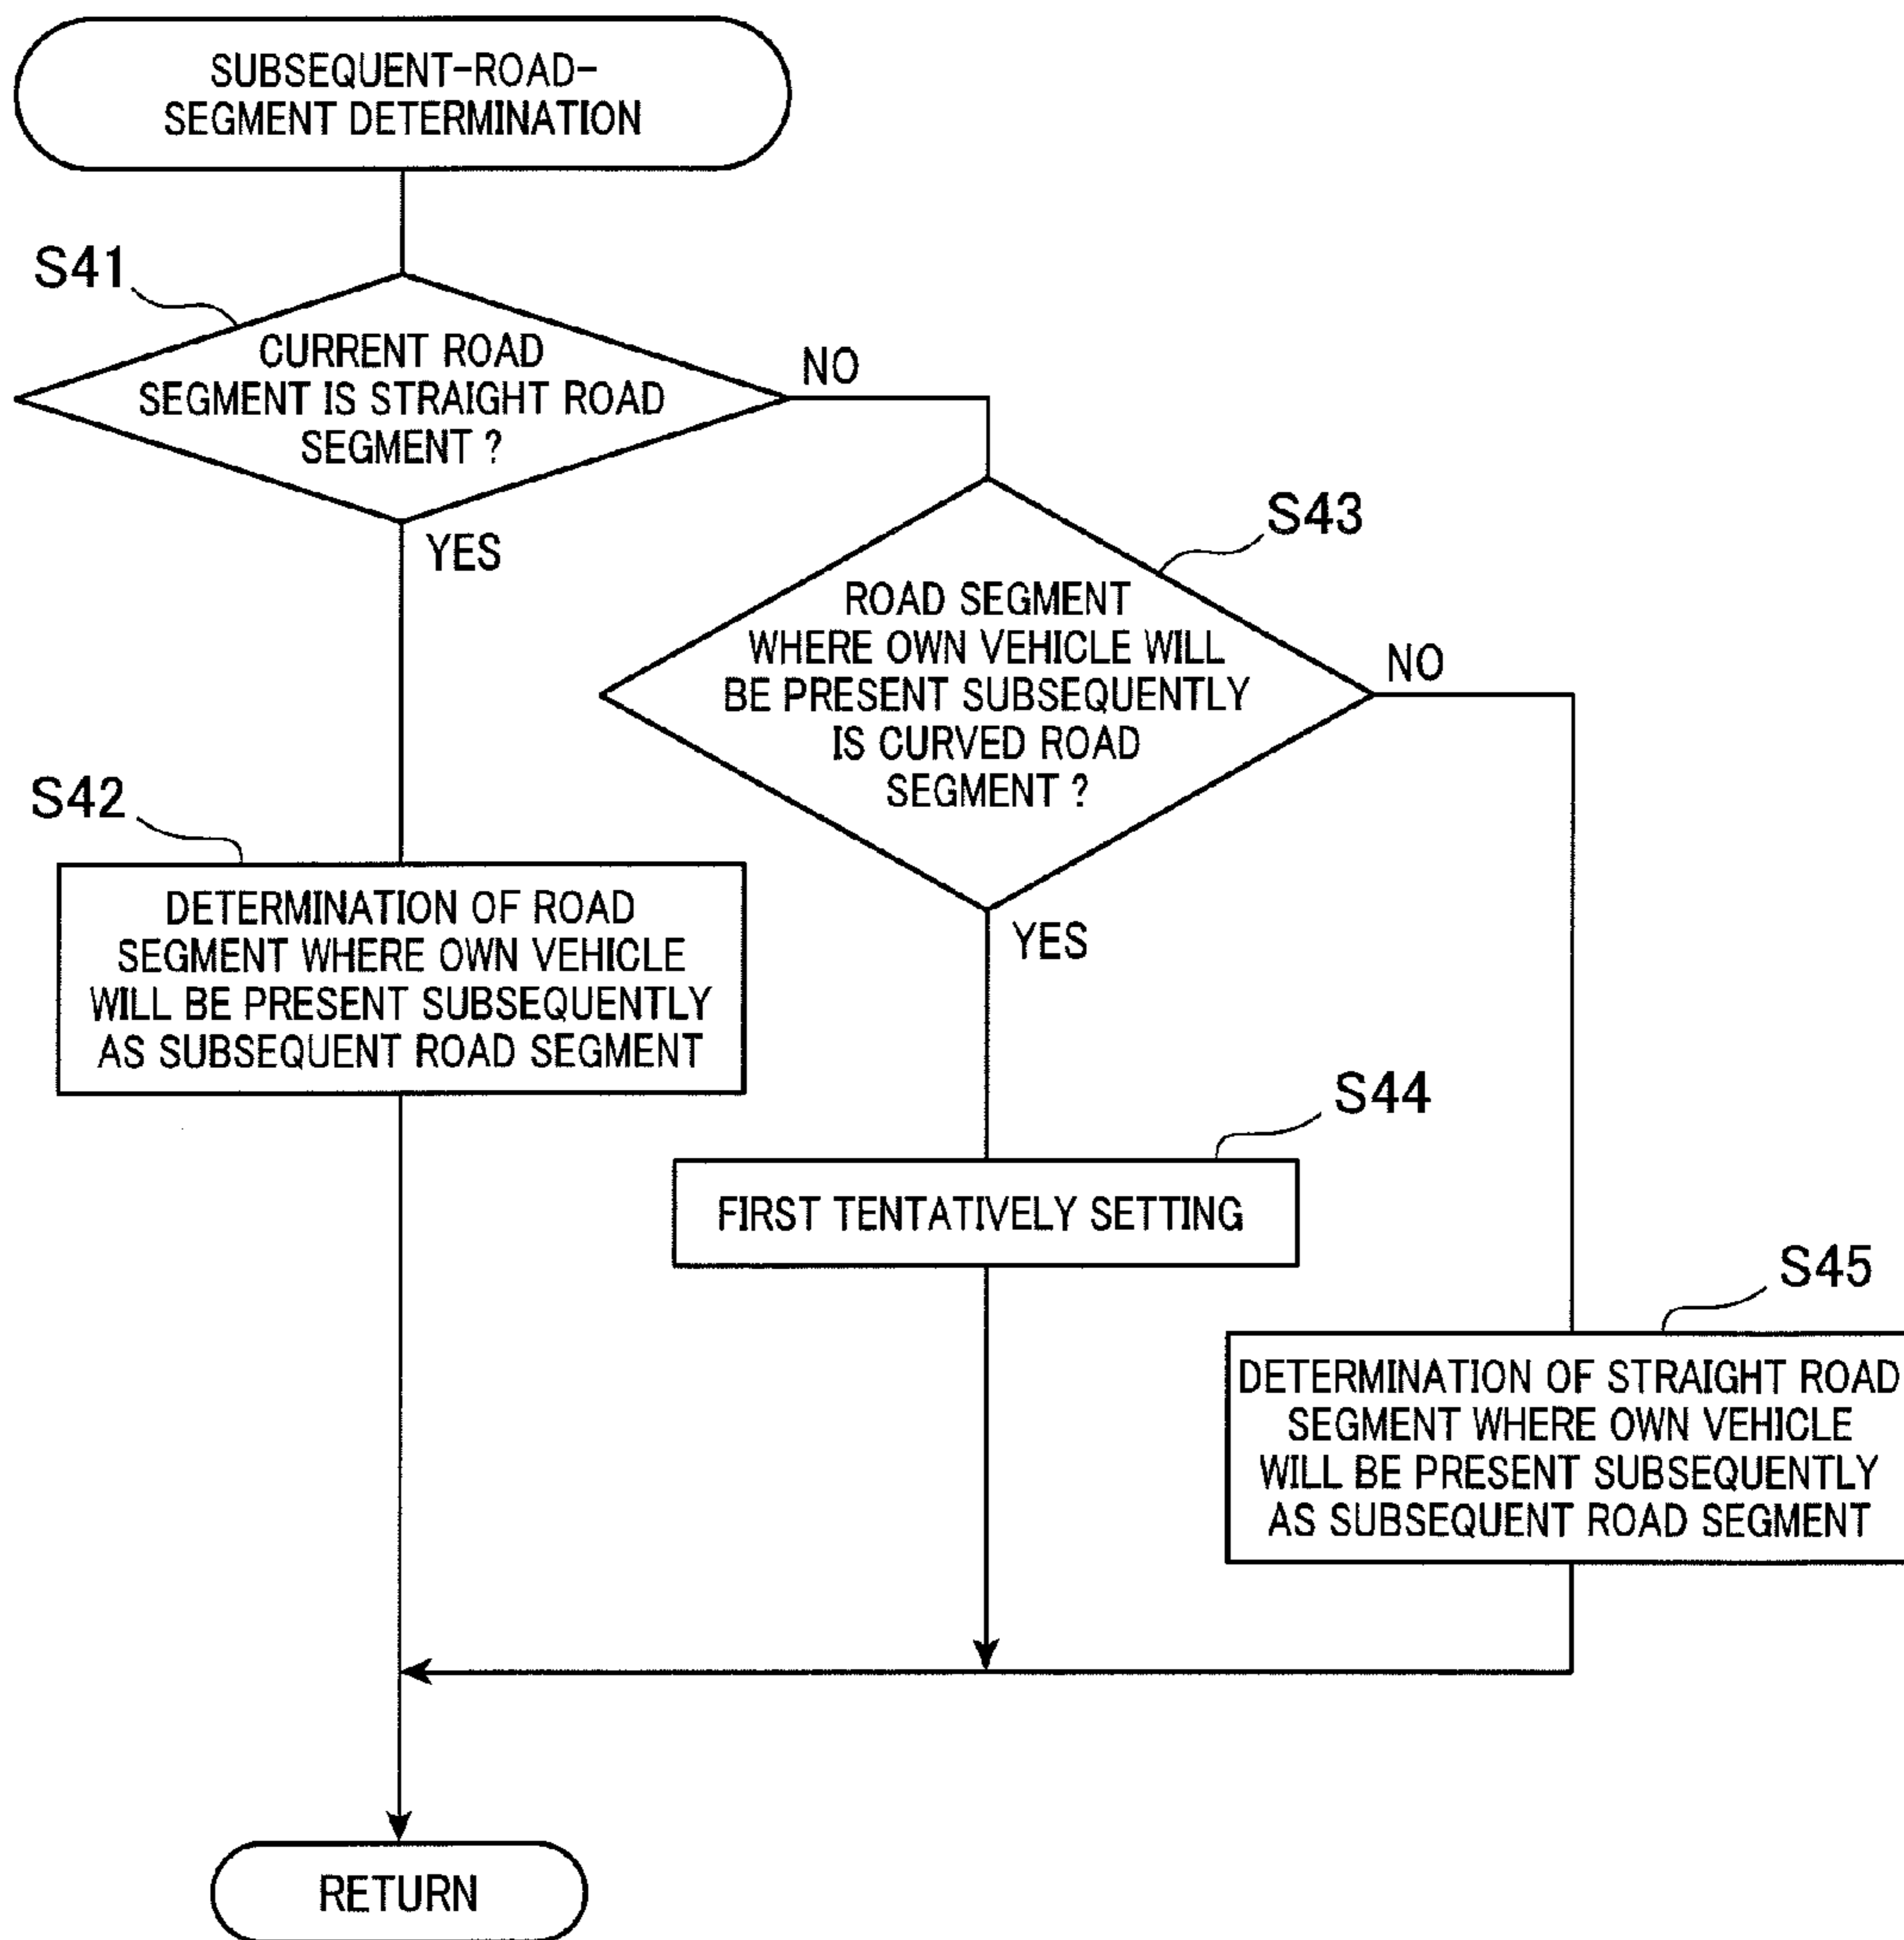 SUBSEQUENT-ROAD-
SEGMENT DETERMINATION
S41
CURRENT ROAD
SEGMENT IS STRAIGHT ROAD
SEGMENT ?
NO
YES
S43
ROAD SEGMENT
WHERE OWN VEHICLE WILL
BE PRESENT SUBSEQUENTLY
IS CURVED ROAD
SEGMENT ?
NO
YES
S42
DETERMINATION OF ROAD
SEGMENT WHERE OWN VEHICLE
WILL BE PRESENT SUBSEQUENTLY
AS SUBSEQUENT ROAD SEGMENT
S44
FIRST TENTATIVELY SETTING
S45
DETERMINATION OF STRAIGHT ROAD
SEGMENT WHERE OWN VEHICLE
WILL BE PRESENT SUBSEQUENTLY
AS SUBSEQUENT ROAD SEGMENT
RETURN